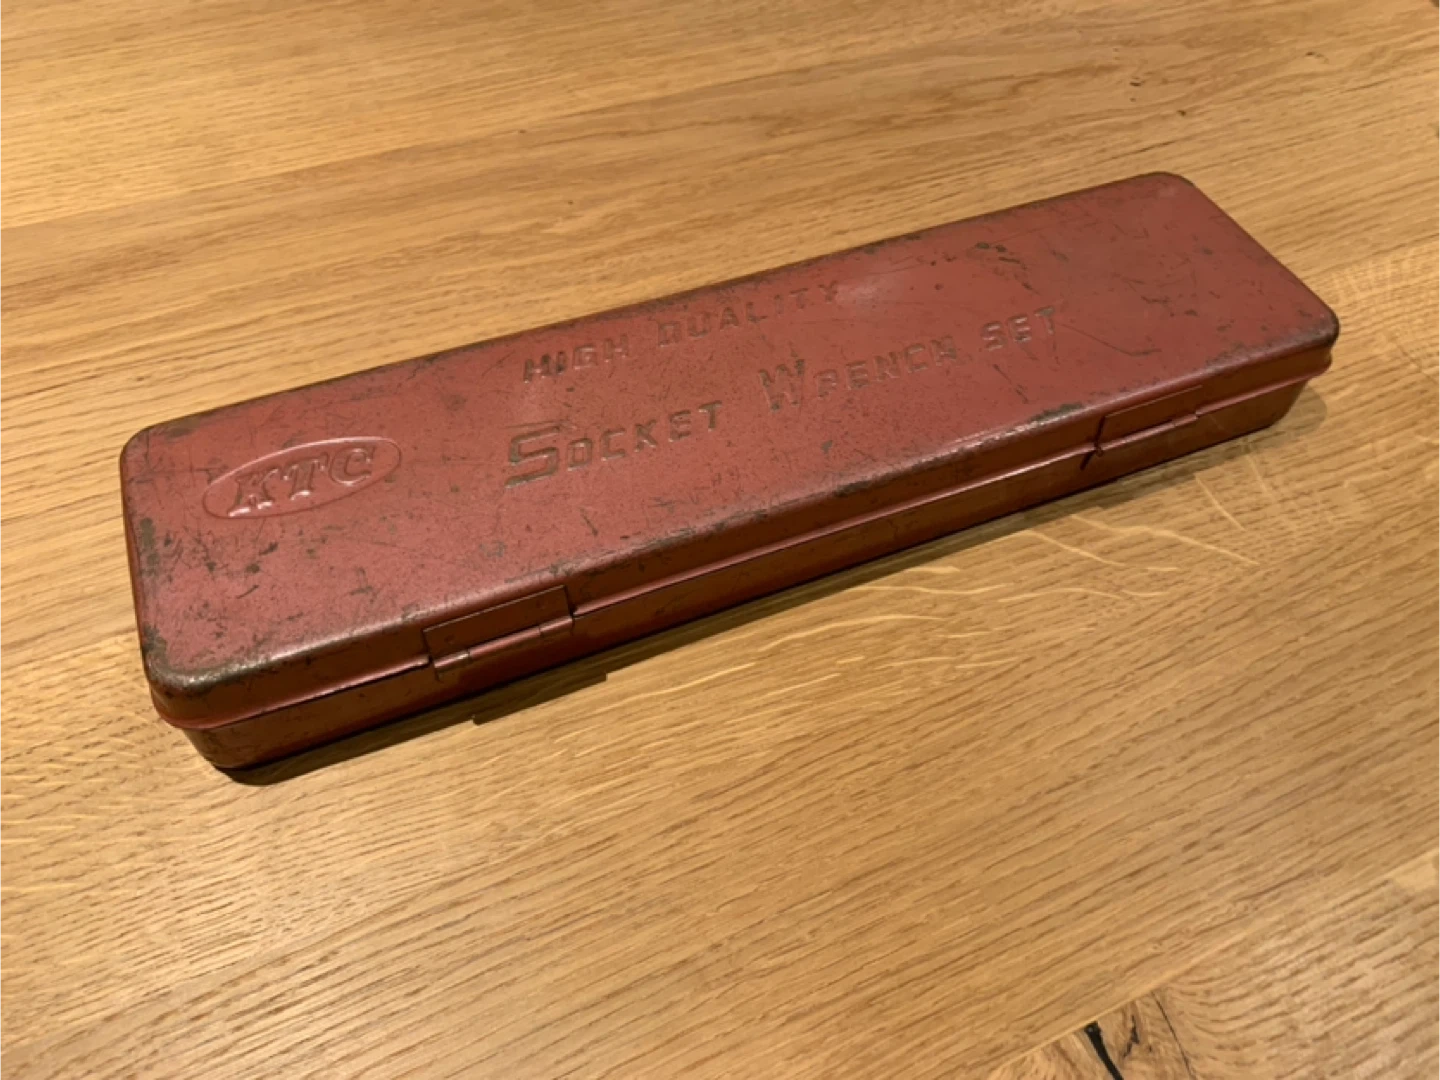 KTC
HIGH QUALITY
SOCKET WRENCH SET